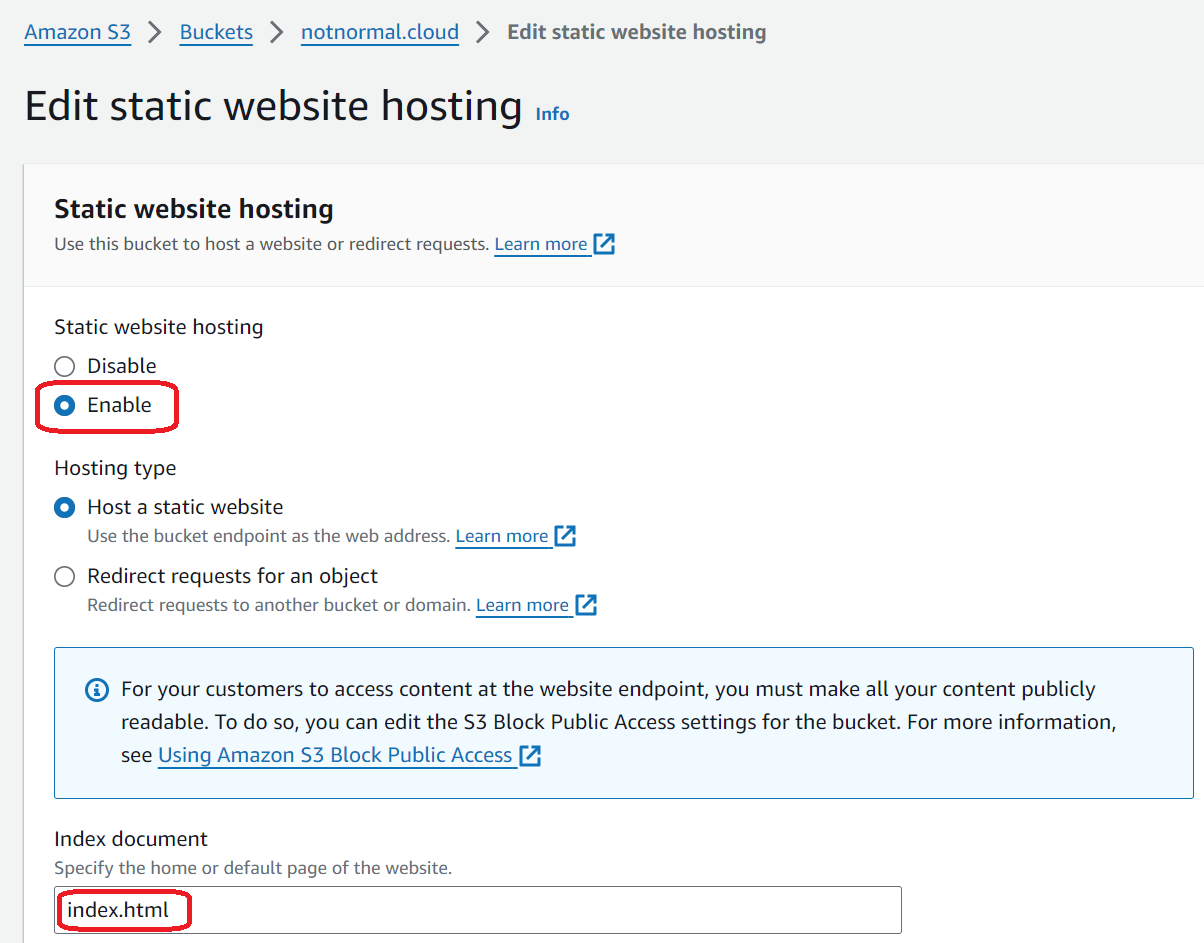 Amazon S3 > Buckets > notnormal.cloud > Edit static website hosting
Edit static website hosting Info
Static website hosting
Use this bucket to host a website or redirect requests. Learn more
Static website hosting
Disable
Enable
Hosting type
Host a static website
Use the bucket endpoint as the web address. Learn more
Redirect requests for an object
Redirect requests to another bucket or domain. Learn more
For your customers to access content at the website endpoint, you must make all your content publicly
readable. To do so, you can edit the S3 Block Public Access settings for the bucket. For more information,
see Using Amazon S3 Block Public Access
Index document
Specify the home or default page of the website.
index.html